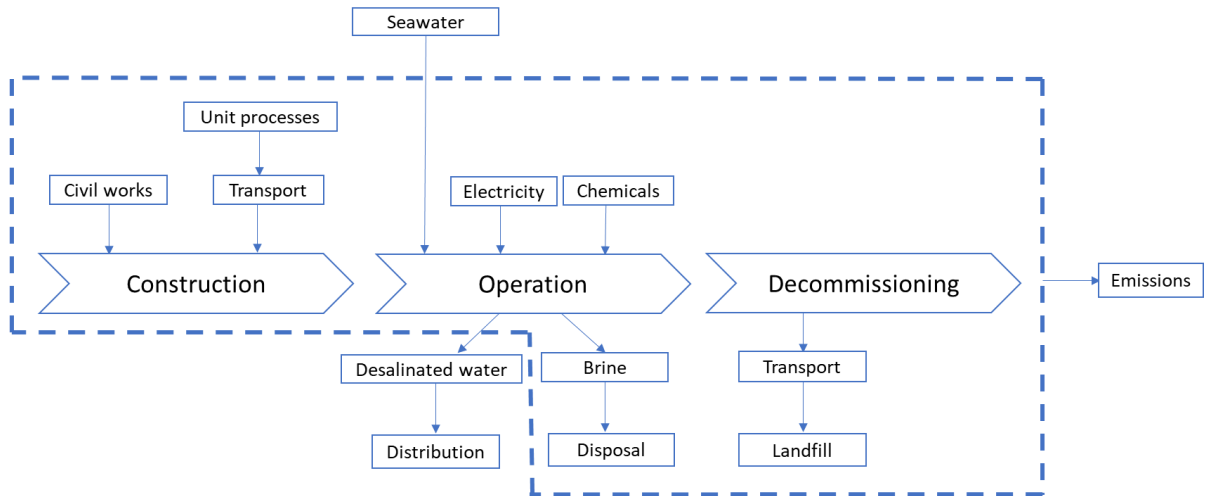 Seawater
Unit processes
Civil works
Transport
Electricity
Chemicals
Construction
Operation
Decommissioning
Emissions
Desalinated water
Brine
Transport
Distribution
Disposal
Landfill